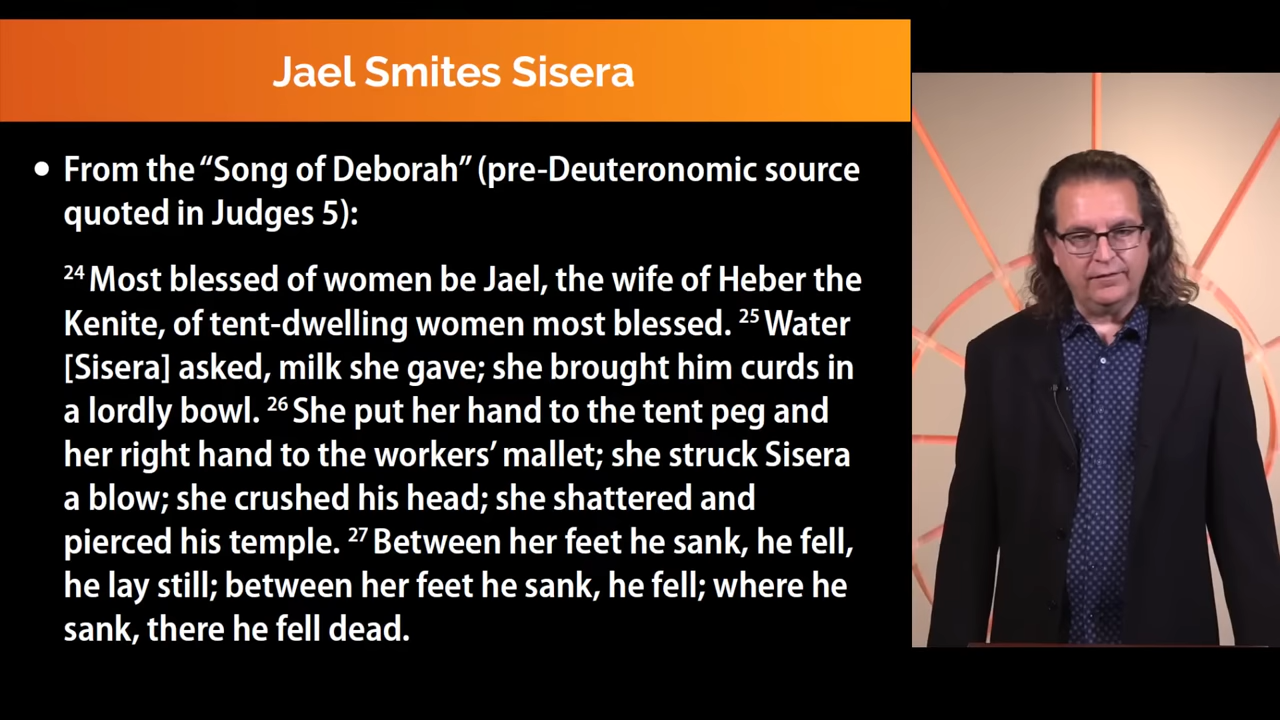 Jael Smites Sisera
• From the “Song of Deborah” (pre-Deuteronomic source
quoted in Judges 5):
24 Most blessed of women be Jael, the wife of Heber the
Kenite, of tent-dwelling women most blessed. 25 Water
[Sisera] asked, milk she gave; she brought him curds in
a lordly bowl. 26 She put her hand to the tent peg and
her right hand to the workers’ mallet; she struck Sisera
a blow; she crushed his head; she shattered and
pierced his temple. 27 Between her feet he sank, he fell,
he lay still; between her feet he sank, he fell; where he
sank, there he fell dead.